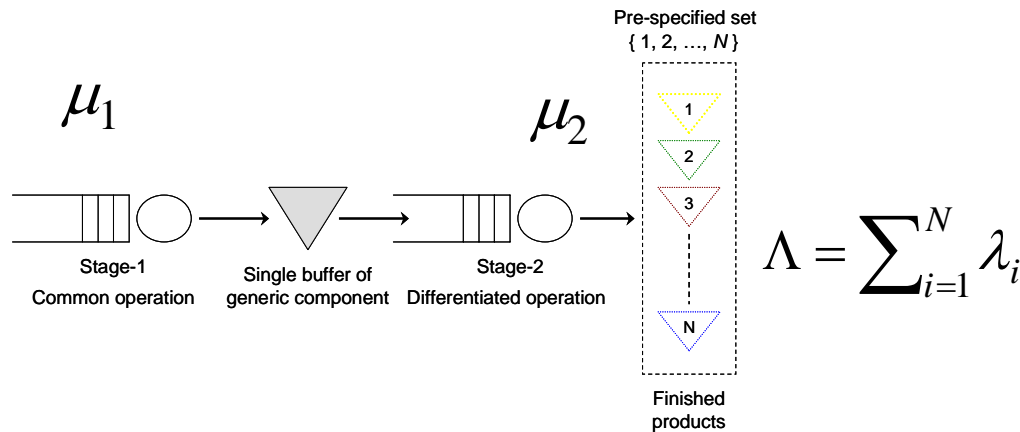 Pre-specified set
{ 1, 2, ..., N }
μ₁
μ₂
1
2
3
N
Stage-1
Common operation
Single buffer of
generic component
Stage-2
Differentiated operation
Finished
products
Λ = ∑ᵢ₌₁ᴺ λᵢ